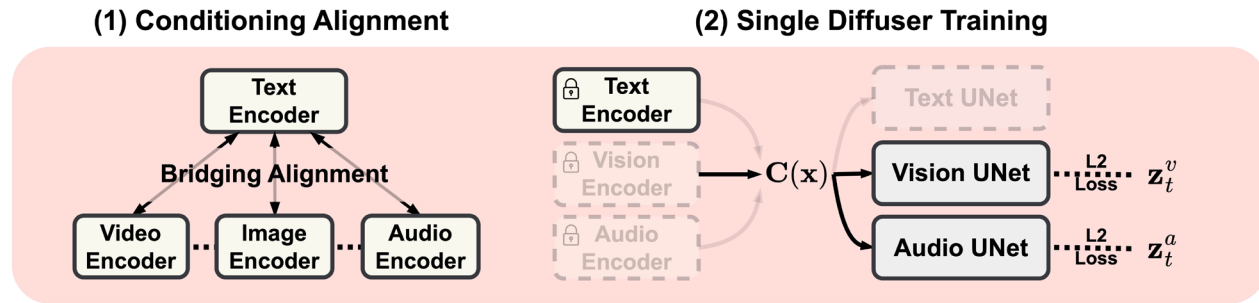 (1) Conditioning Alignment
Text
Encoder
Bridging Alignment
Video
Encoder
Image
Encoder
Audio
Encoder
(2) Single Diffuser Training
Text
Encoder
Vision
Encoder
Audio
Encoder
C(x)
Text UNet
Vision UNet
L2
Loss
z_t^v
Audio UNet
L2
Loss
z_t^a